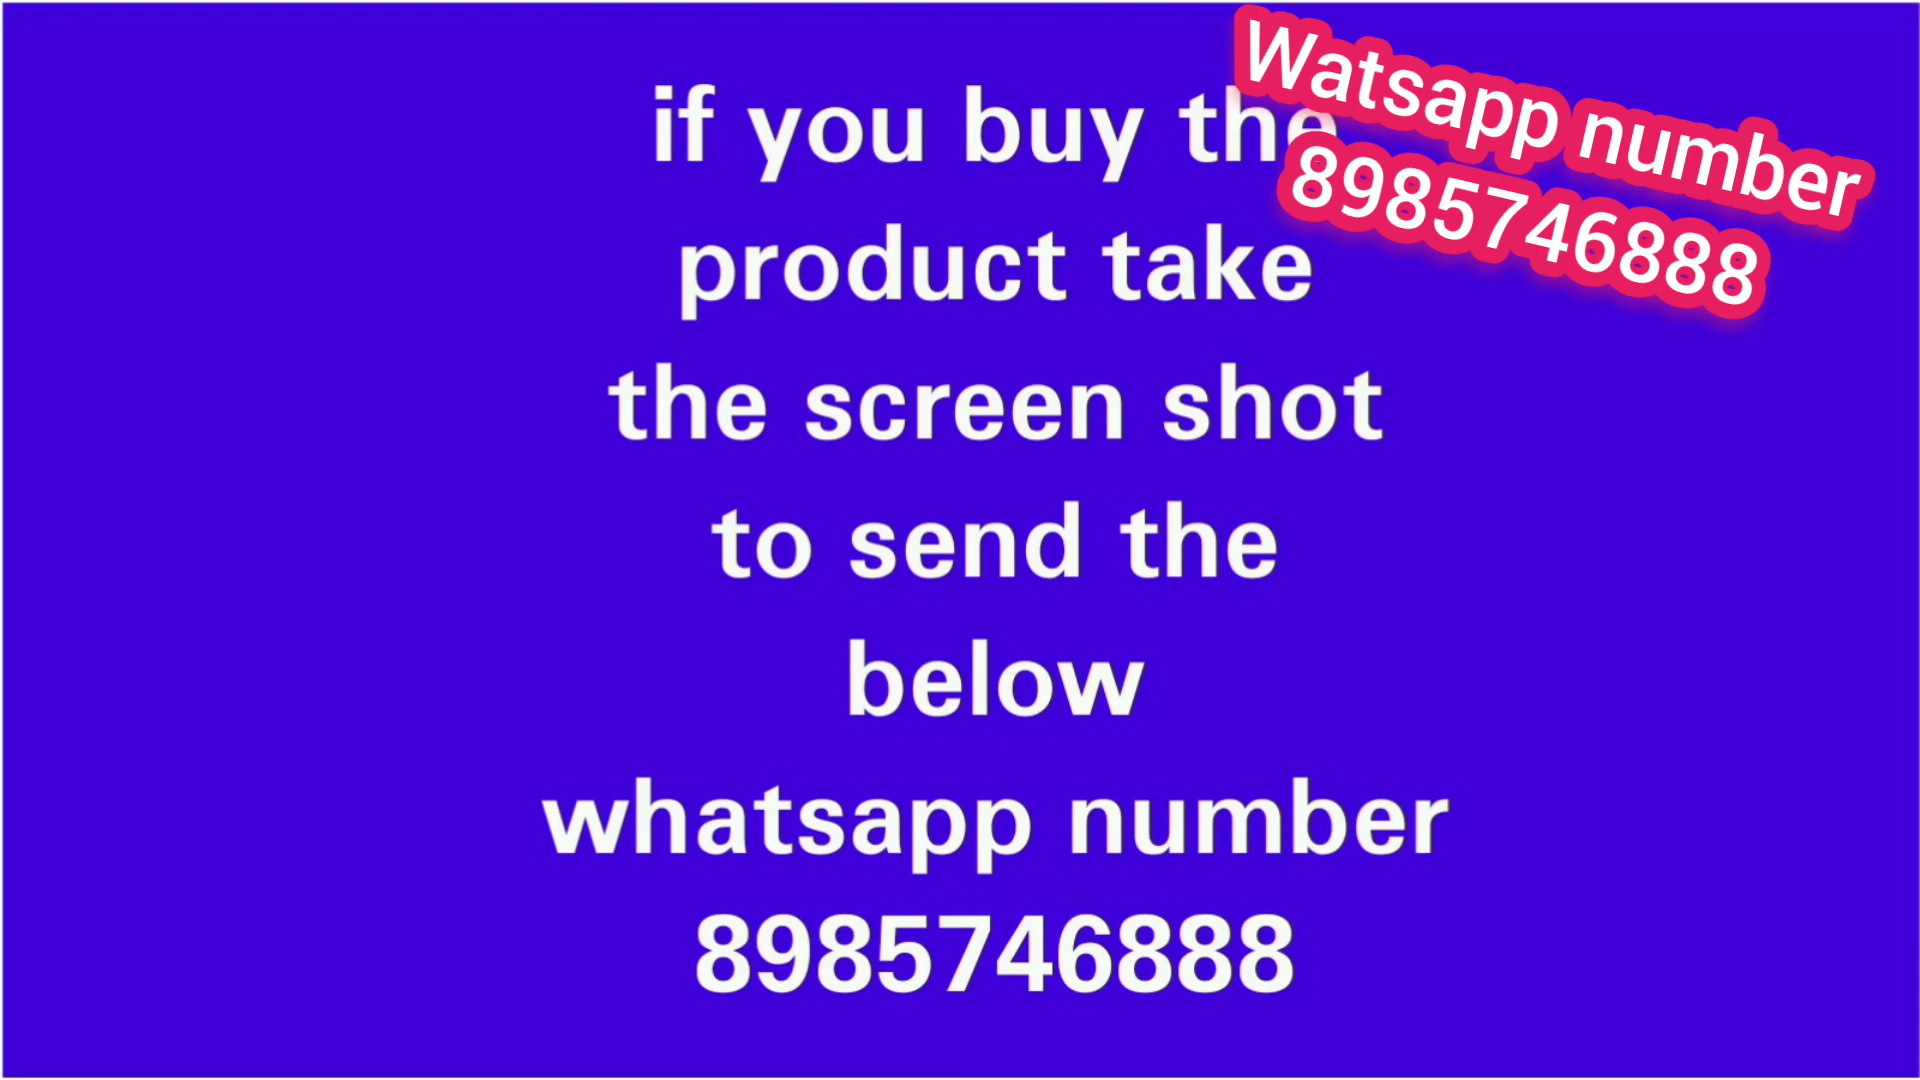 if you buy the
product take
the screen shot
to send the
below
whatsapp number
8985746888
Watsapp number
8985746888